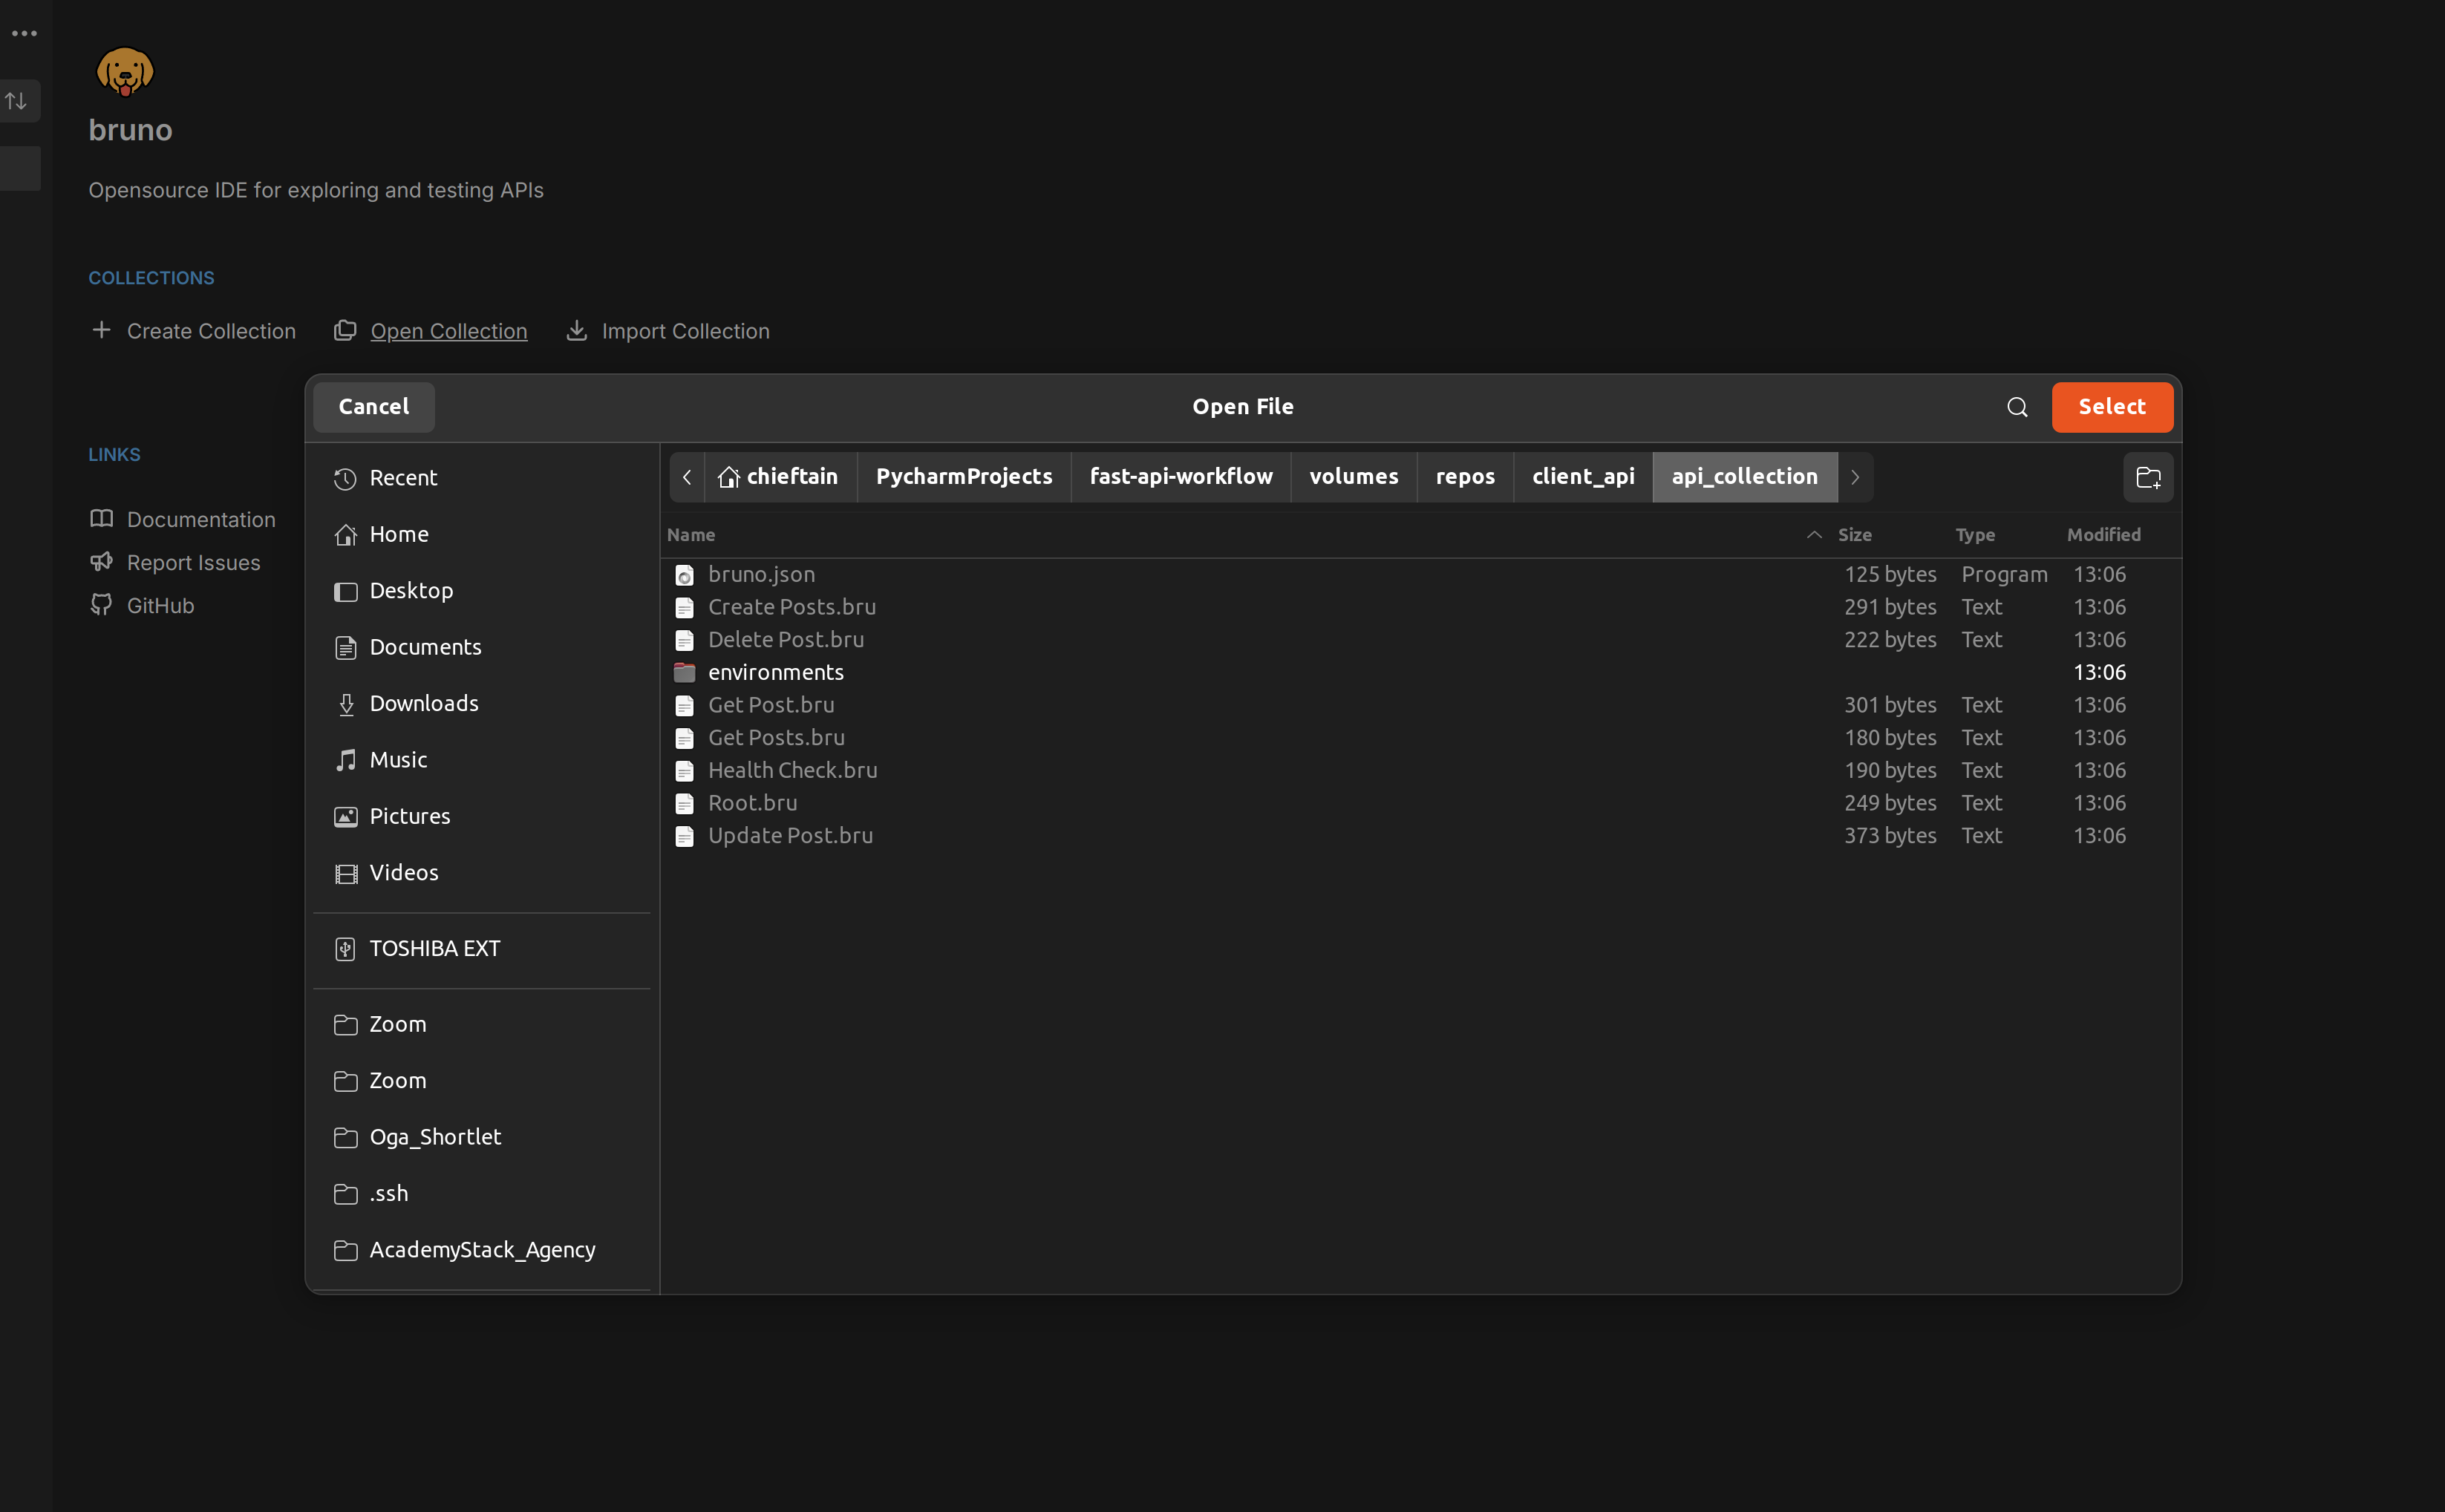 bruno
Opensource IDE for exploring and testing APIs
COLLECTIONS
Create Collection Open Collection Import Collection
LINKS
Documentation
Report Issues
GitHub
Cancel Open File Select
Recent
Home
Desktop
Documents
Downloads
Music
Pictures
Videos
TOSHIBA EXT
Zoom
Zoom
Oga_Shortlet
.ssh
AcademyStack_Agency
chieftain PycharmProjects fast-api-workflow volumes repos client_api api_collection
Name Size Type Modified
bruno.json 125 bytes Program 13:06
Create Posts.bru 291 bytes Text 13:06
Delete Post.bru 222 bytes Text 13:06
environments 13:06
Get Post.bru 301 bytes Text 13:06
Get Posts.bru 180 bytes Text 13:06
Health Check.bru 190 bytes Text 13:06
Root.bru 249 bytes Text 13:06
Update Post.bru 373 bytes Text 13:06